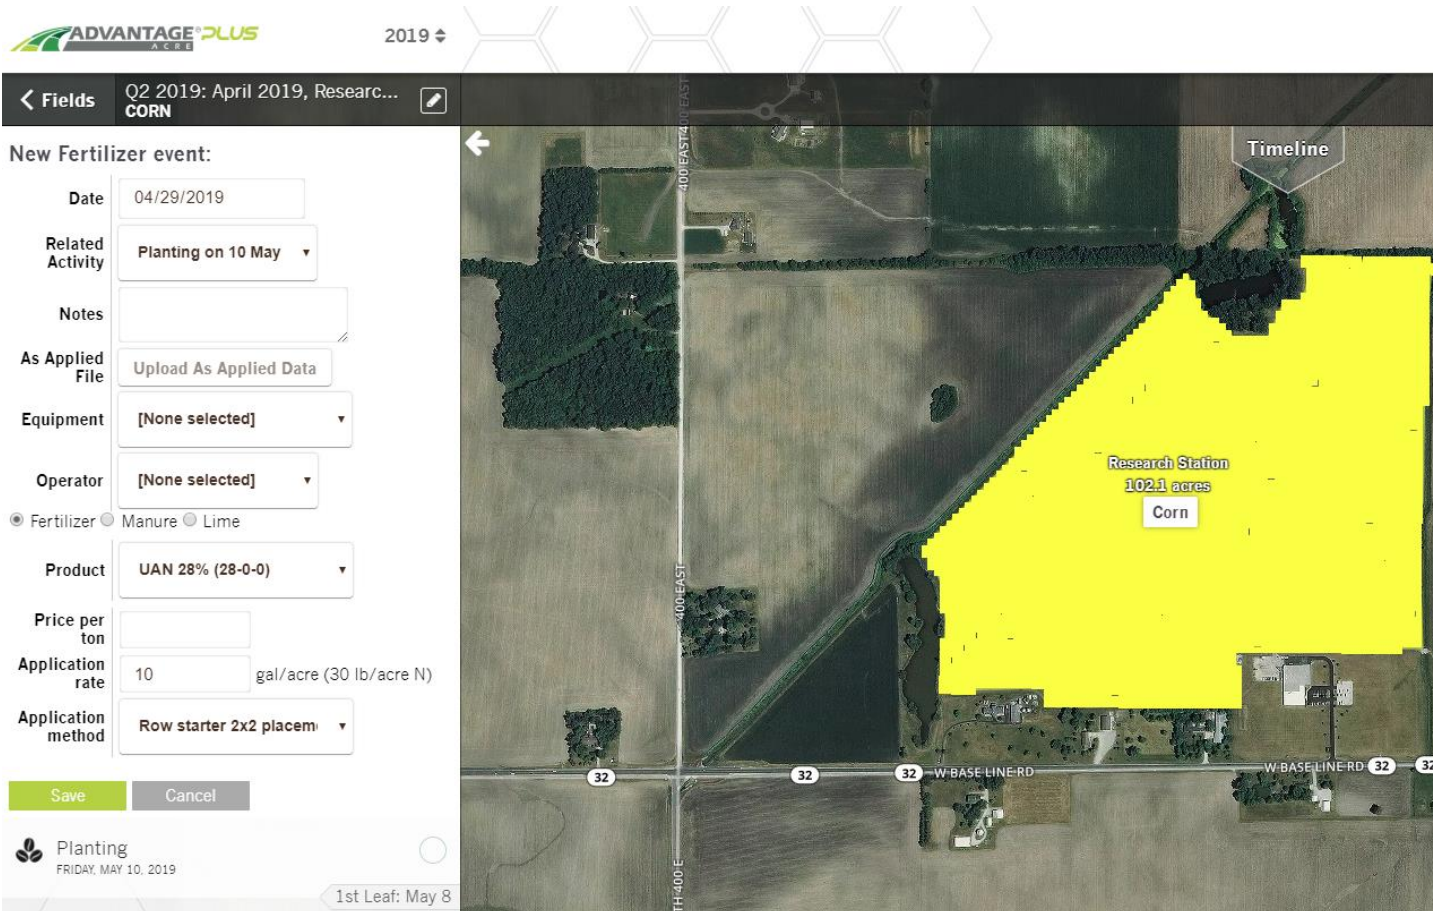 ADVANTAGE® PLUS
ACRE
2019
Fields
Q2 2019: April 2019, Researc...
CORN
New Fertilizer event:
Date
04/29/2019
Related
Activity
Planting on 10 May
Notes
As Applied
File
Upload As Applied Data
Equipment
[None selected]
Operator
[None selected]
Fertilizer Manure Lime
Product
UAN 28% (28-0-0)
Price per
ton
Application
rate
10 gal/acre (30 lb/acre N)
Application
method
Row starter 2x2 placem
Save Cancel
Planting
FRIDAY, MAY 10, 2019
1st Leaf: May 8
400 EAST
400 EAST
Timeline
Research Station
102.1 acres
Corn
400 EAST
32
32
32
W BASE LINE RD
W BASE LINE RD
32
32
TH 400 E